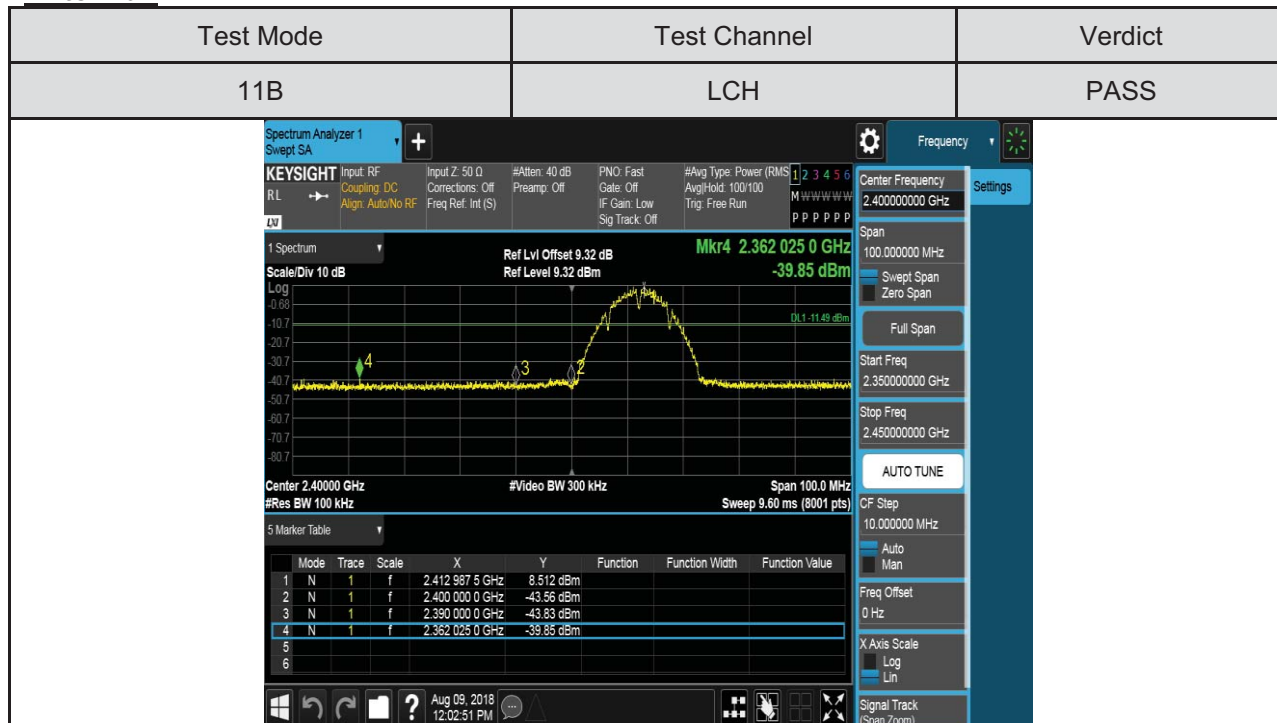 Test Mode Test Channel Verdict
11B LCH PASS
Spectrum Analyzer 1
Swept SA
+
Frequency
Settings
KEYSIGHT
RL
LXI
Input: RF
Coupling: DC
Align: Auto/No RF
Input Z: 50 Ω
Corrections: Off
Freq Ref: Int (S)
#Atten: 40 dB
Preamp: Off
PNO: Fast
Gate: Off
IF Gain: Low
Sig Track: Off
#Avg Type: Power (RMS
Avg|Hold: 100/100
Trig: Free Run
1 2 3 4 5 6
M W W W W W
P P P P P P
1 Spectrum
Scale/Div 10 dB
Ref Lvl Offset 9.32 dB
Ref Level 9.32 dBm
Mkr4 2.362 025 0 GHz
-39.85 dBm
Log
-0.68
-10.7
-20.7
-30.7
-40.7
-50.7
-60.7
-70.7
-80.7
DL1 -11.49 dBm
4
3
2
Center 2.40000 GHz
#Res BW 100 kHz
#Video BW 300 kHz
Span 100.0 MHz
Sweep 9.60 ms (8001 pts)
5 Marker Table
Mode Trace Scale X Y Function Function Width Function Value
1 N 1 f 2.412 987 5 GHz 8.512 dBm
2 N 1 f 2.400 000 0 GHz -43.56 dBm
3 N 1 f 2.390 000 0 GHz -43.83 dBm
4 N 1 f 2.362 025 0 GHz -39.85 dBm
5
6
? Aug 09, 2018
12:02:51 PM
Center Frequency
2.400000000 GHz
Span
100.000000 MHz
Swept Span
Zero Span
Full Span
Start Freq
2.350000000 GHz
Stop Freq
2.450000000 GHz
AUTO TUNE
CF Step
10.000000 MHz
Auto
Man
Freq Offset
0 Hz
X Axis Scale
Log
Lin
Signal Track
(Span Zoom)